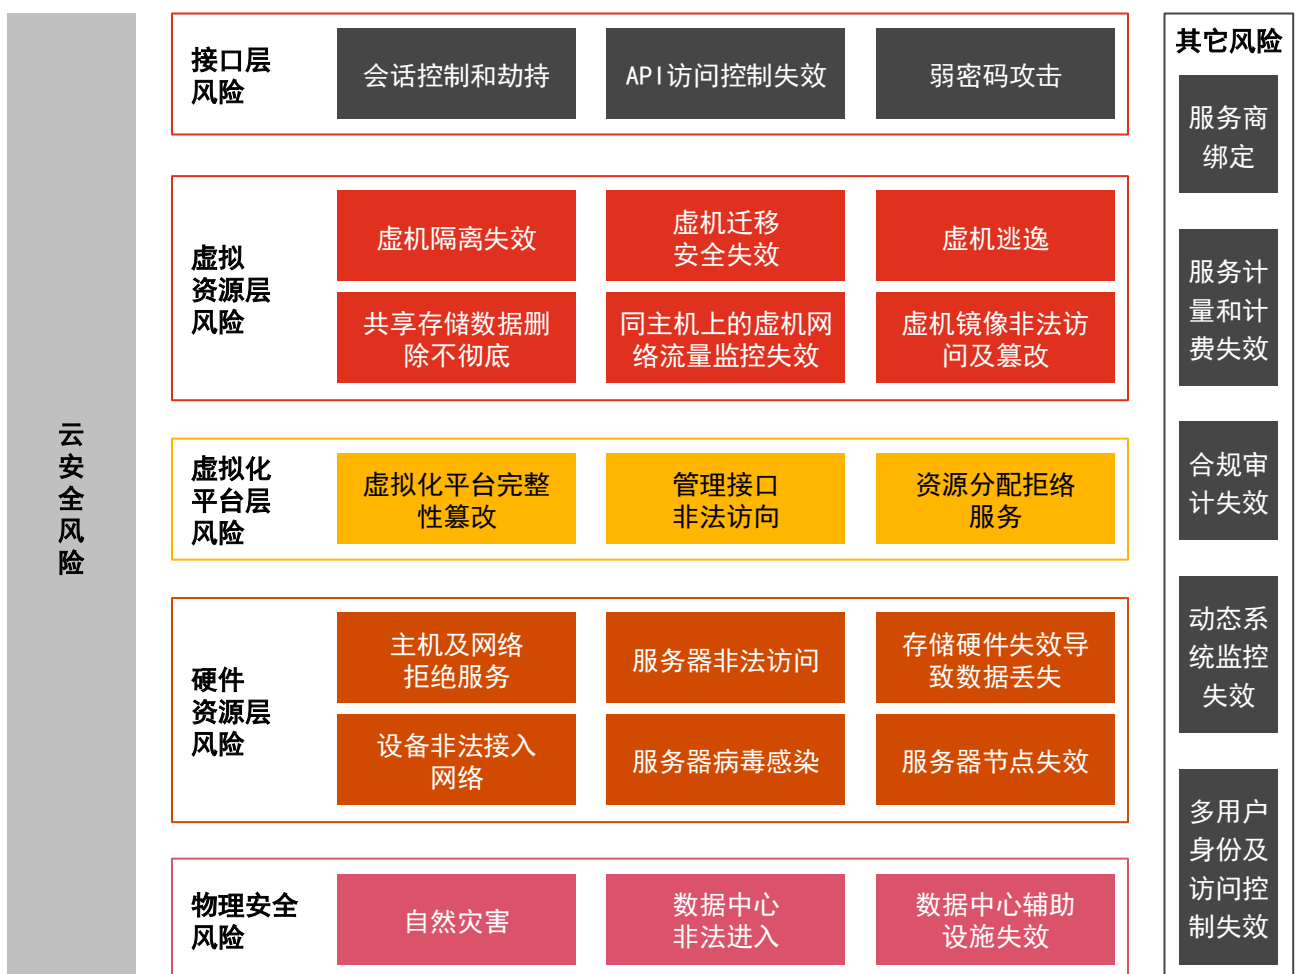 云
安
全
风
险
接口层
风险
会话控制和劫持
API访问控制失效
弱密码攻击
虚拟
资源层
风险
虚机隔离失效
虚机迁移
安全失效
虚机逃逸
共享存储数据删
除不彻底
同主机上的虚机网
络流量监控失效
虚机镜像非法访
问及篡改
虚拟化
平台层
风险
虚拟化平台完整
性篡改
管理接口
非法访向
资源分配拒络
服务
硬件
资源层
风险
主机及网络
拒绝服务
服务器非法访问
存储硬件失效导
致数据丢失
设备非法接入
网络
服务器病毒感染
服务器节点失效
物理安全
风险
自然灾害
数据中心
非法进入
数据中心辅助
设施失效
其它风险
服务商
绑定
服务计
量和计
费失效
合规审
计失效
动态系
统监控
失效
多用户
身份及
访问控
制失效